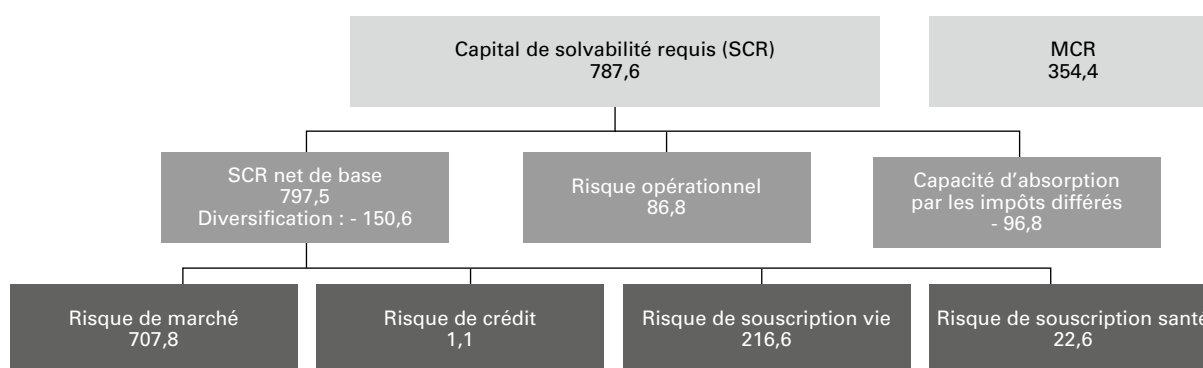 Capital de solvabilité requis (SCR)
787,6
MCR
354,4
SCR net de base
797,5
Diversification : - 150,6
Risque opérationnel
86,8
Capacité d'absorption
par les impôts différés
- 96,8
Risque de marché
707,8
Risque de crédit
1,1
Risque de souscription vie
216,6
Risque de souscription santé
22,6